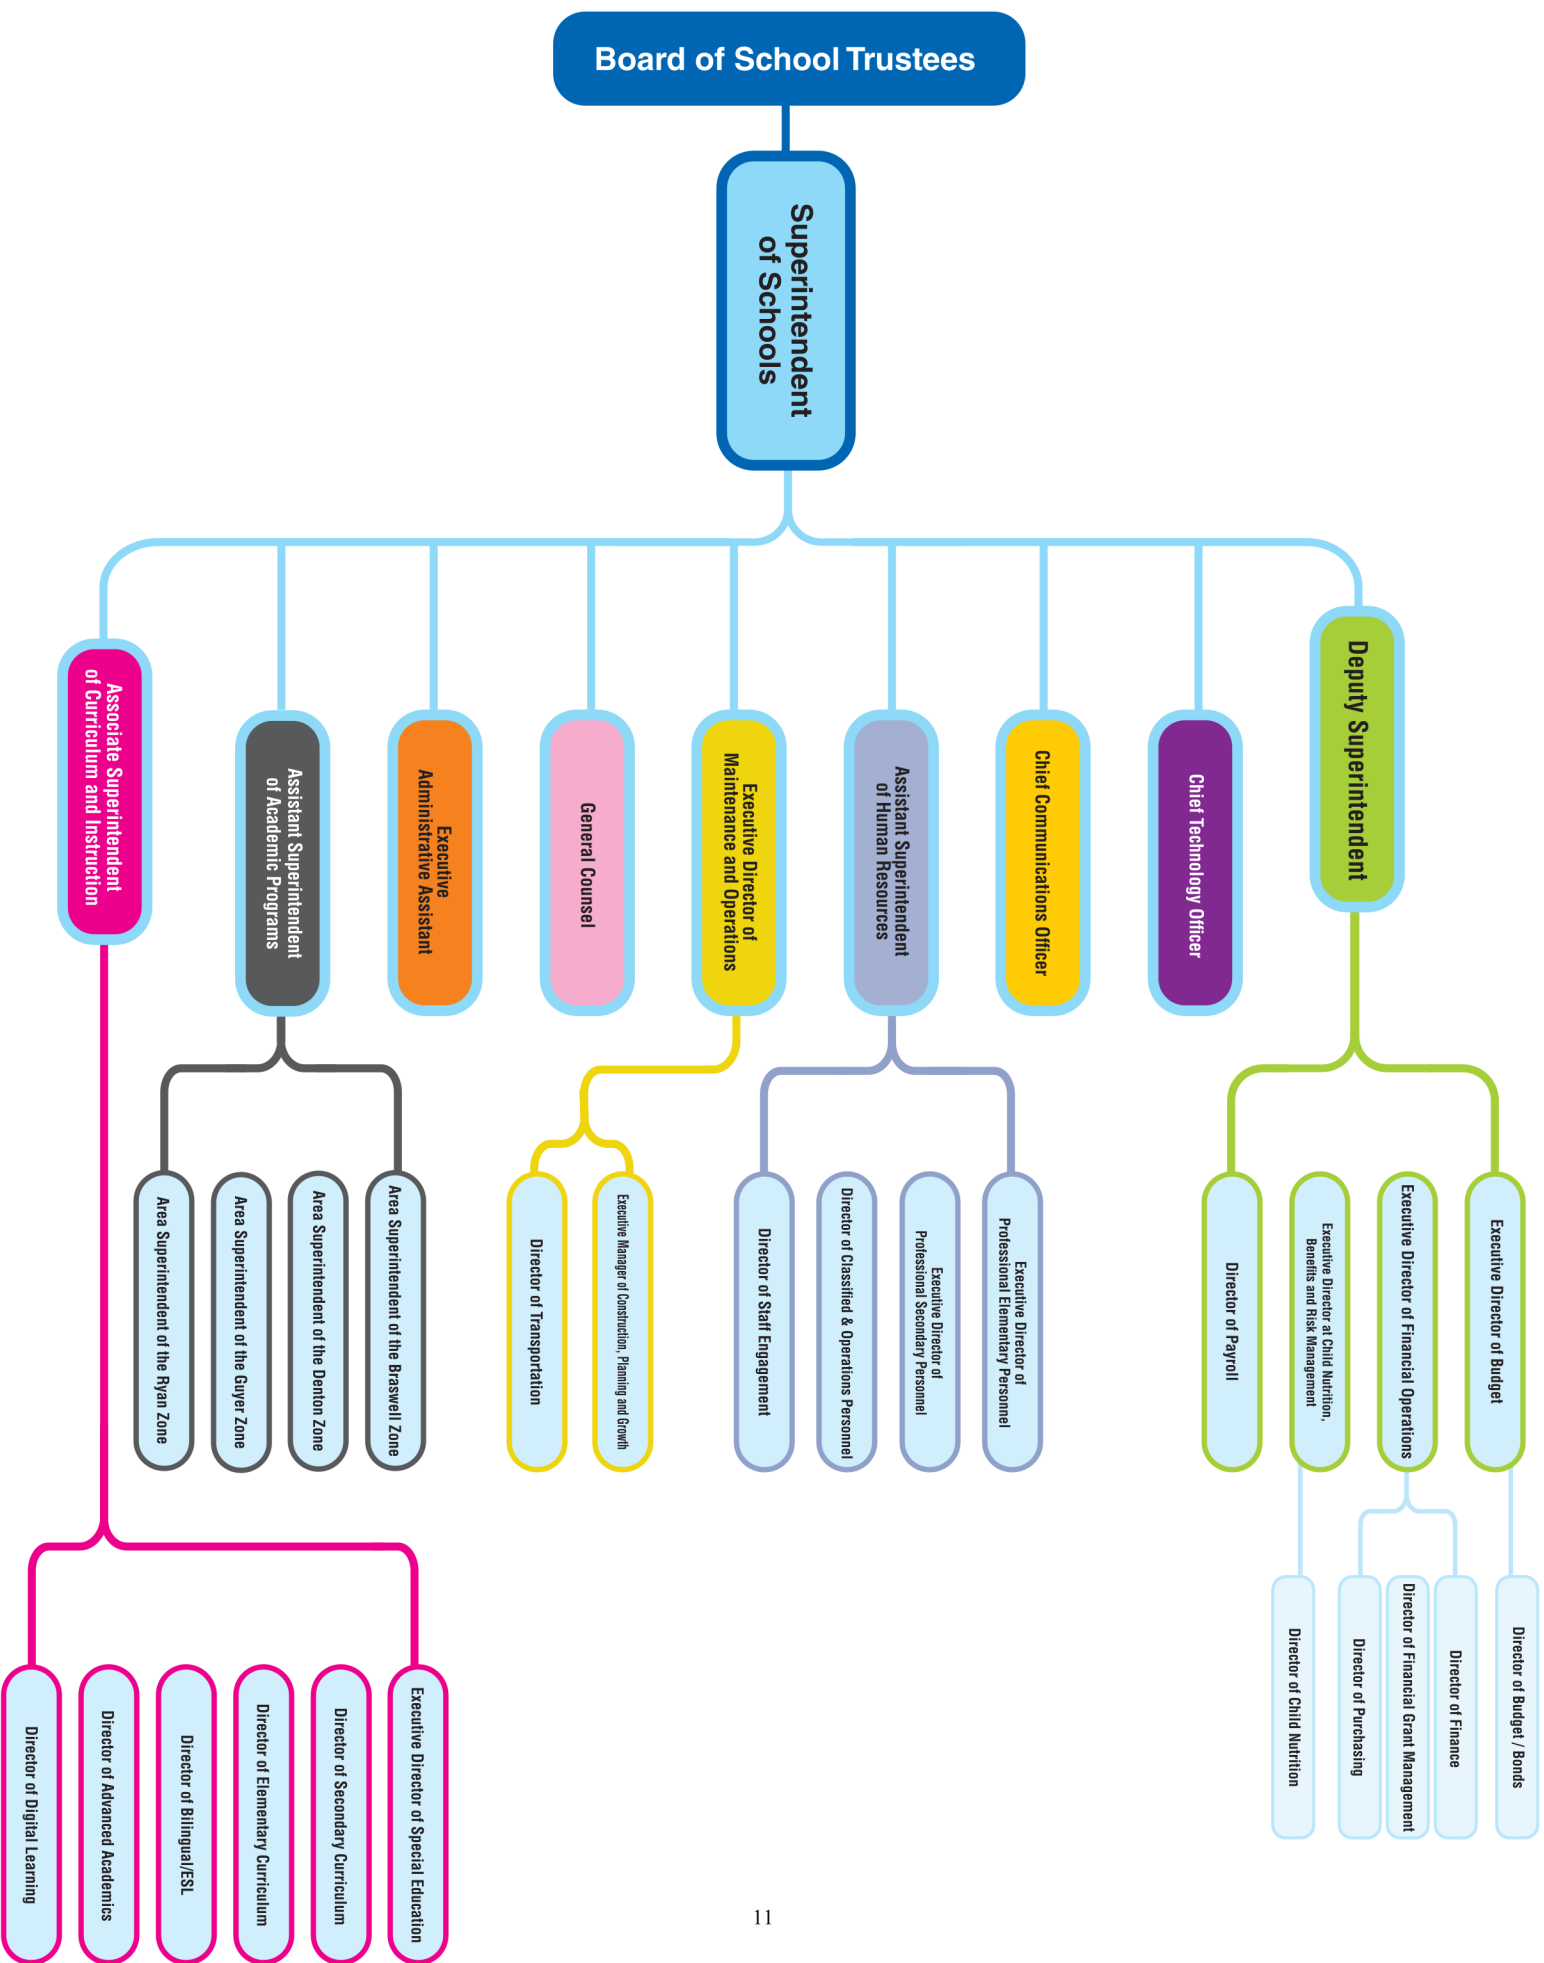 Board of School Trustees
Superintendent
of Schools
Associate Superintendent
of Curriculum and Instruction
Assistant Superintendent
of Academic Programs
Executive
Administrative Assistant
General Counsel
Executive Director of
Maintenance and Operations
Assistant Superintendent
of Human Resources
Chief Communications Officer
Chief Technology Officer
Deputy Superintendent
Area Superintendent of the Ryan Zone
Area Superintendent of the Guyer Zone
Area Superintendent of the Denton Zone
Area Superintendent of the Braswell Zone
Director of Transportation
Executive Manager of Construction, Planning and Growth
Director of Staff Engagement
Director of Classified & Operations Personnel
Executive Director of
Professional Secondary Personnel
Executive Director of
Professional Elementary Personnel
Director of Payroll
Executive Director at Child Nutrition,
Benefits and Risk Management
Executive Director of Financial Operations
Executive Director of Budget
Director of Child Nutrition
Director of Purchasing
Director of Financial Grant Management
Director of Finance
Director of Budget / Bonds
Director of Digital Learning
Director of Advanced Academics
Director of Bilingual/ESL
Director of Elementary Curriculum
Director of Secondary Curriculum
Executive Director of Special Education
11